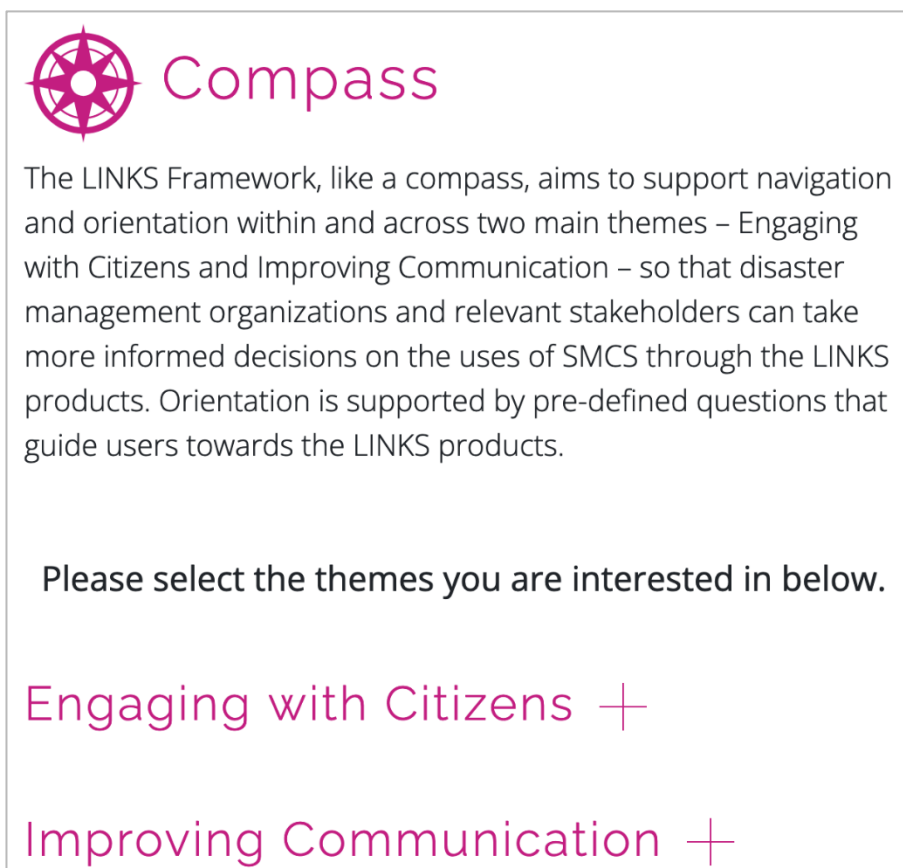 Compass
The LINKS Framework, like a compass, aims to support navigation
and orientation within and across two main themes – Engaging
with Citizens and Improving Communication – so that disaster
management organizations and relevant stakeholders can take
more informed decisions on the uses of SMCS through the LINKS
products. Orientation is supported by pre-defined questions that
guide users towards the LINKS products.
Please select the themes you are interested in below.
Engaging with Citizens +
Improving Communication +